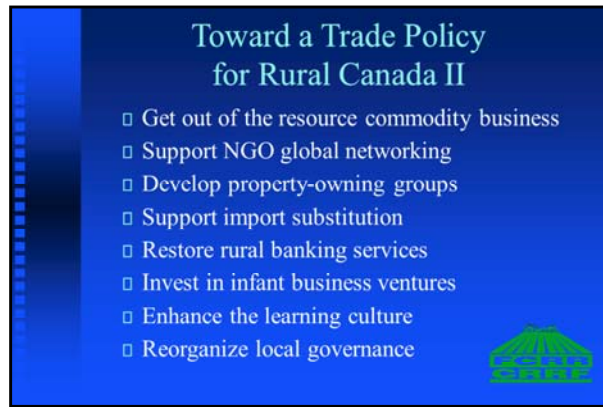 Toward a Trade Policy
for Rural Canada II
Get out of the resource commodity business
Support NGO global networking
Develop property-owning groups
Support import substitution
Restore rural banking services
Invest in infant business ventures
Enhance the learning culture
Reorganize local governance
FCRR
CRRF